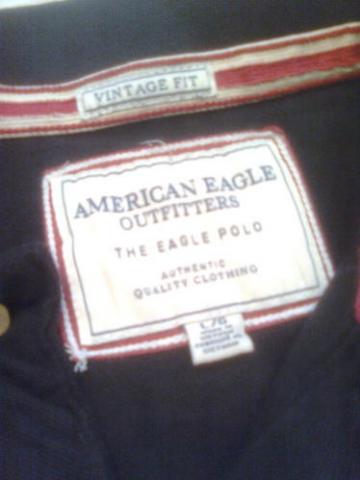 VINTAGE FIT
AMERICAN EAGLE
OUTFITTERS
THE EAGLE POLO
AUTHENTIC
QUALITY CLOTHING
L/G